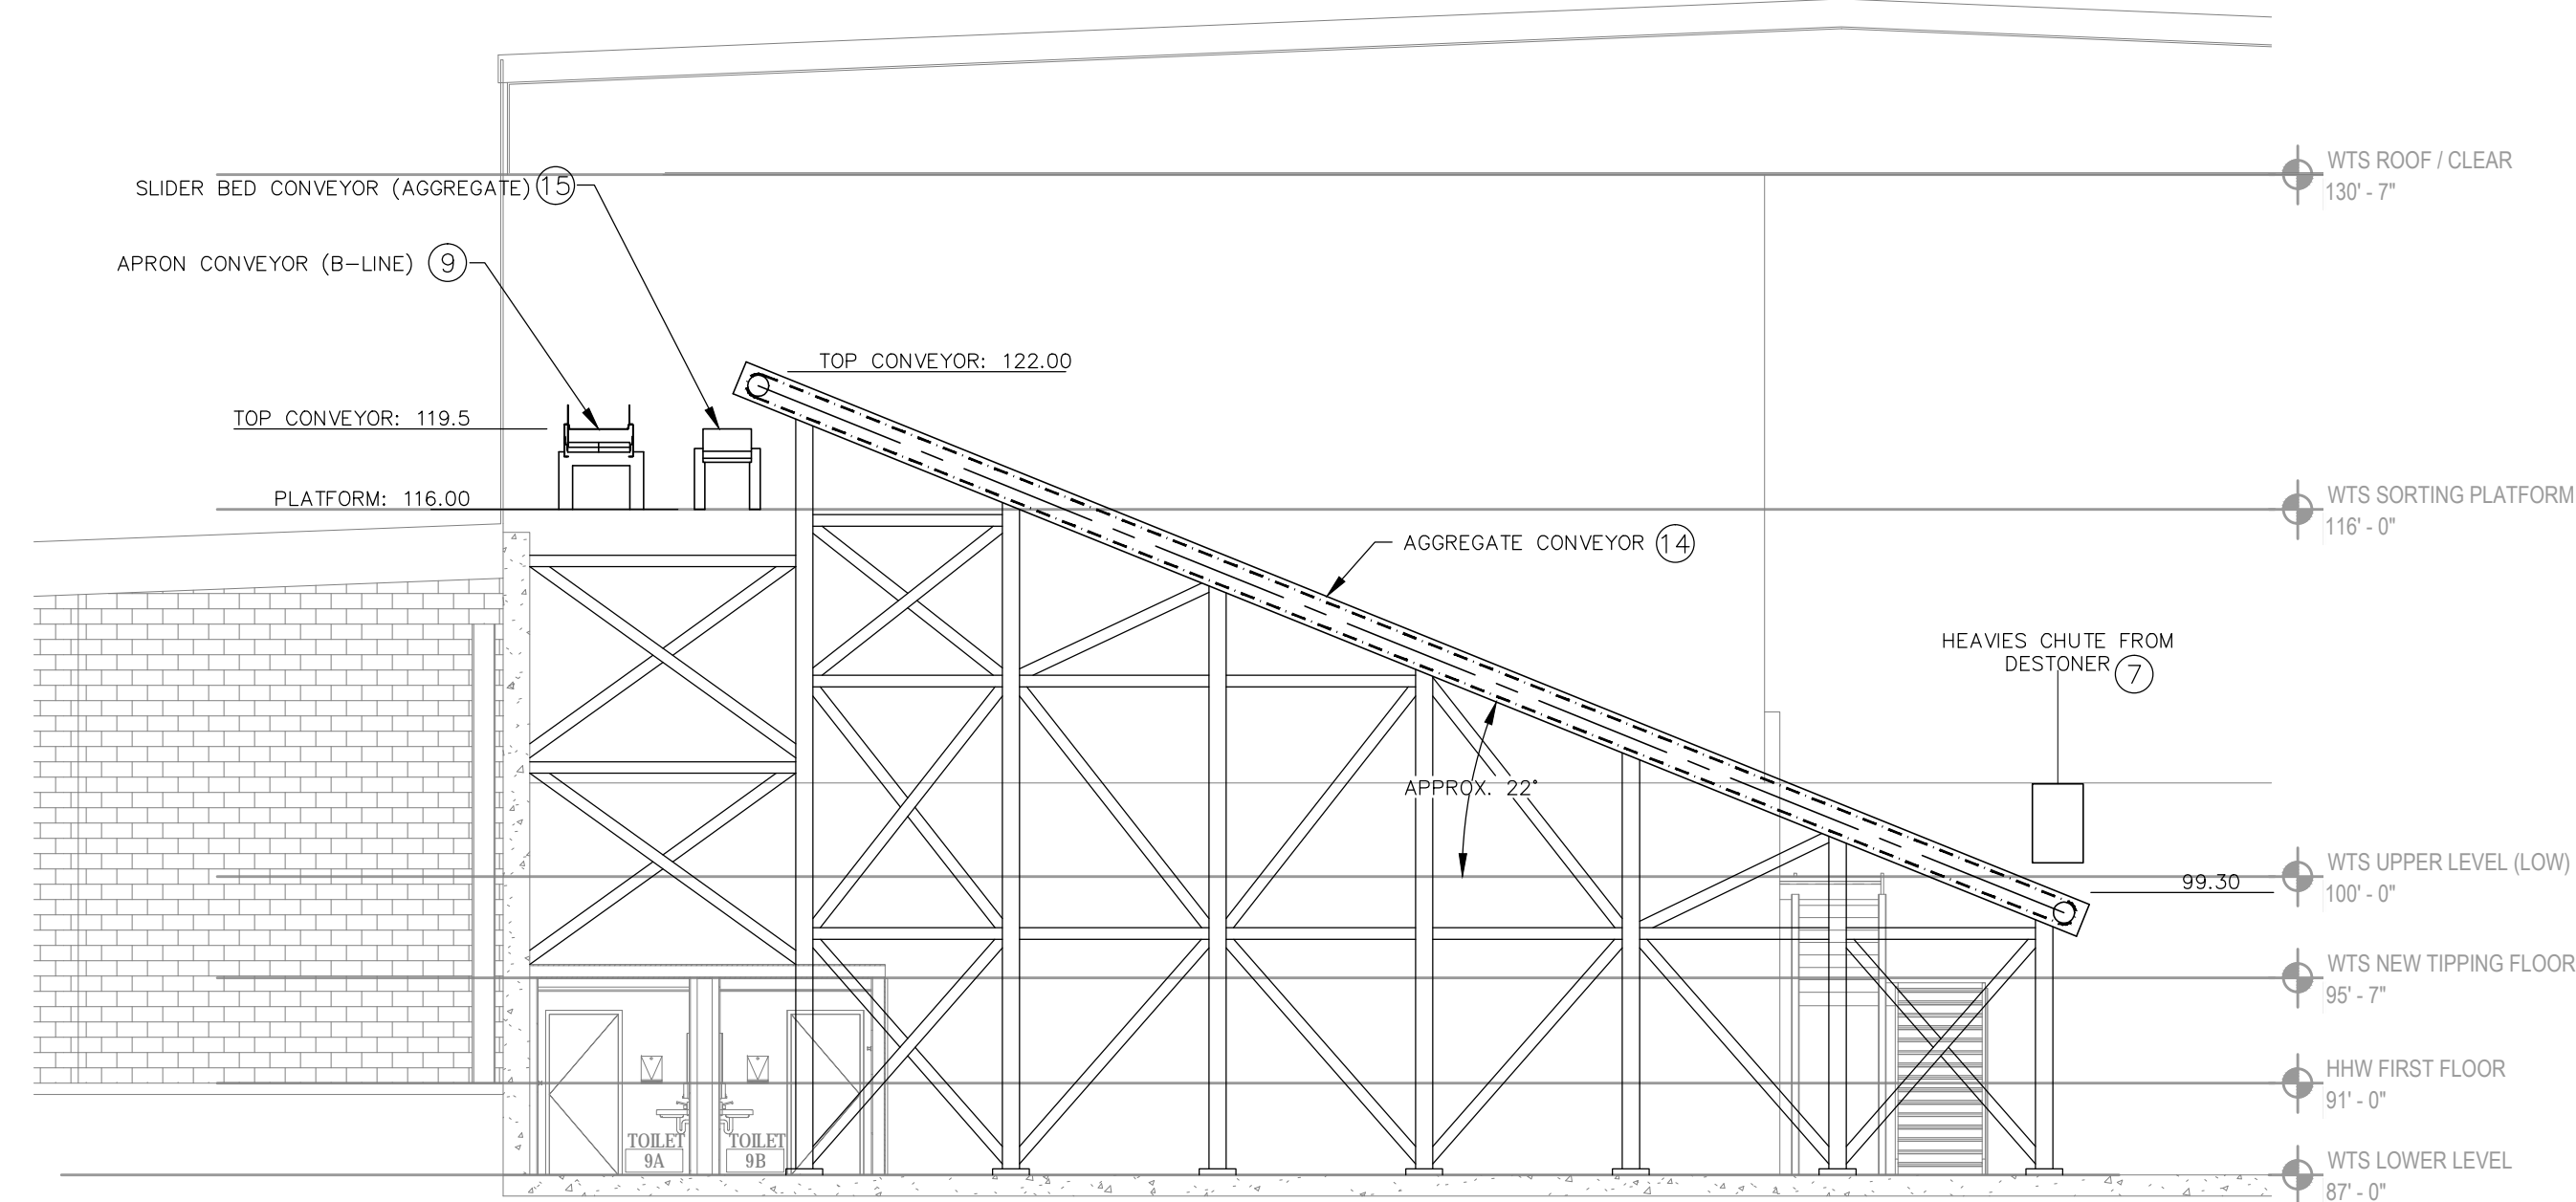 WTS ROOF / CLEAR
130' - 7"
SLIDER BED CONVEYOR (AGGREGATE) 15
APRON CONVEYOR (B-LINE) 9
TOP CONVEYOR: 122.00
TOP CONVEYOR: 119.5
PLATFORM: 116.00
WTS SORTING PLATFORM
116' - 0"
AGGREGATE CONVEYOR 14
HEAVIES CHUTE FROM
DESTONER 7
APPROX. 22°
WTS UPPER LEVEL (LOW)
100' - 0"
99.30
WTS NEW TIPPING FLOOR
95' - 7"
HHW FIRST FLOOR
91' - 0"
TOILET
9A
TOILET
9B
WTS LOWER LEVEL
87' - 0"